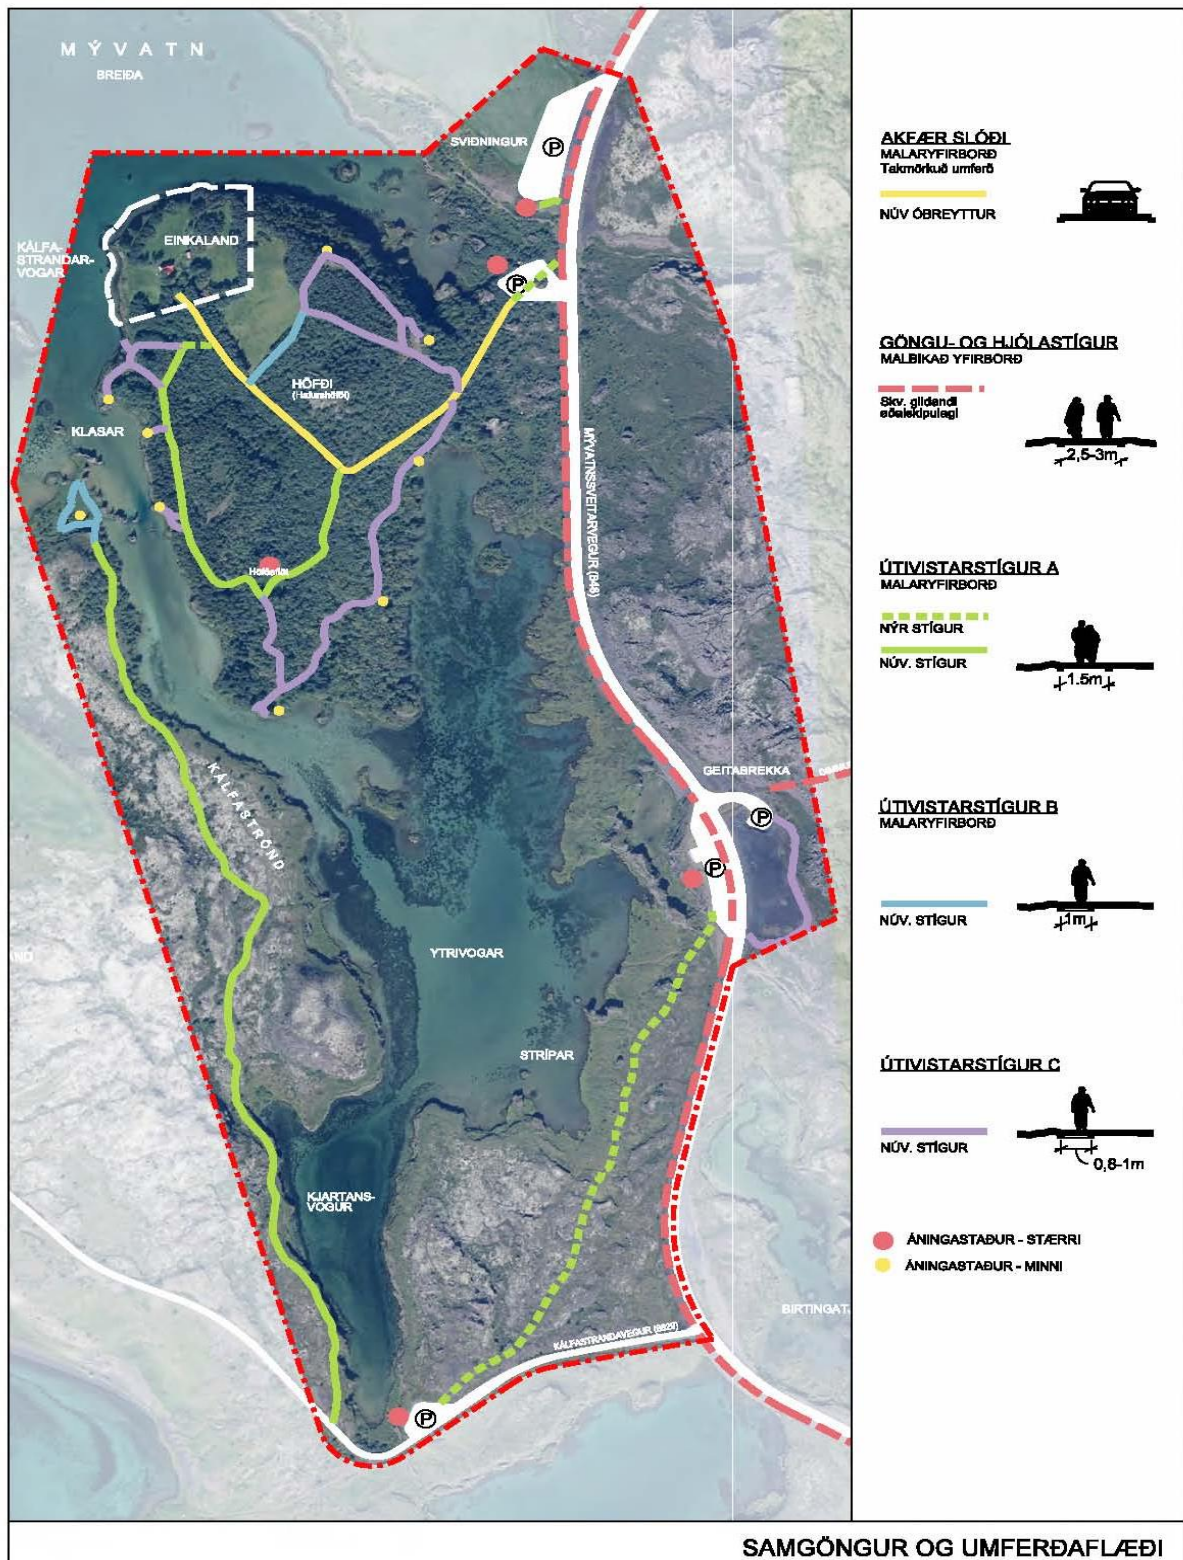 MÝVATN
BREIÐA
SVIÐNINGUR
P
EINKALAND
KÁLFA-
STRANDAR-
VOGAR
P
HÖFÐI
KLASAR
MÝVATNSSVEITARVEGUR (848)
KÁLFASTRÖND
GEITABREKKA
P
P
YTRIVOGAR
STRÍPAR
KJARTANS-
VOGUR
BIRTINGAT
KÁLFASTRANDAVEGUR
P
AKFÆR SLÓÐI
MALARYFIRBORÐ
Takmörkuð umferð
NÚV ÓBREYTTUR
GÖNGU- OG HJÓLASTÍGUR
MALBIKAÐ YFIRBORÐ
Skv. gildandi
aðalskipulagi
2,5-3m
ÚTIVISTARSTÍGUR A
MALARYFIRBORÐ
NÝR STÍGUR
NÚV. STÍGUR
1.5m
ÚTIVISTARSTÍGUR B
MALARYFIRBORÐ
NÚV. STÍGUR
1m
ÚTIVISTARSTÍGUR C
NÚV. STÍGUR
0,8-1m
ÁNINGASTAÐUR - STÆRRI
ÁNINGASTAÐUR - MINNI
SAMGÖNGUR OG UMFERÐAFLÆÐI